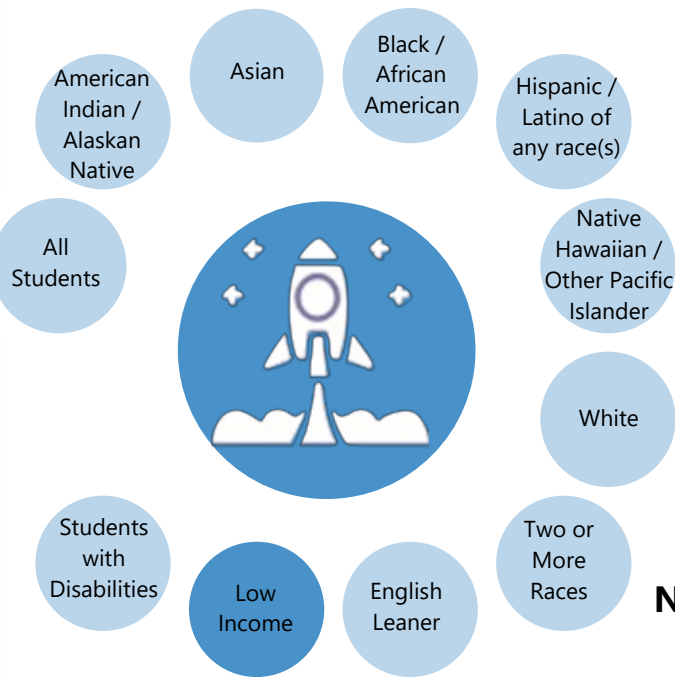 American
Indian /
Alaskan
Native
Asian
Black /
African
American
Hispanic /
Latino of
any race(s)
All
Students
Native
Hawaiian /
Other Pacific
Islander
White
Students
with
Disabilities
Low
Income
English
Leaner
Two or
More
Races
N